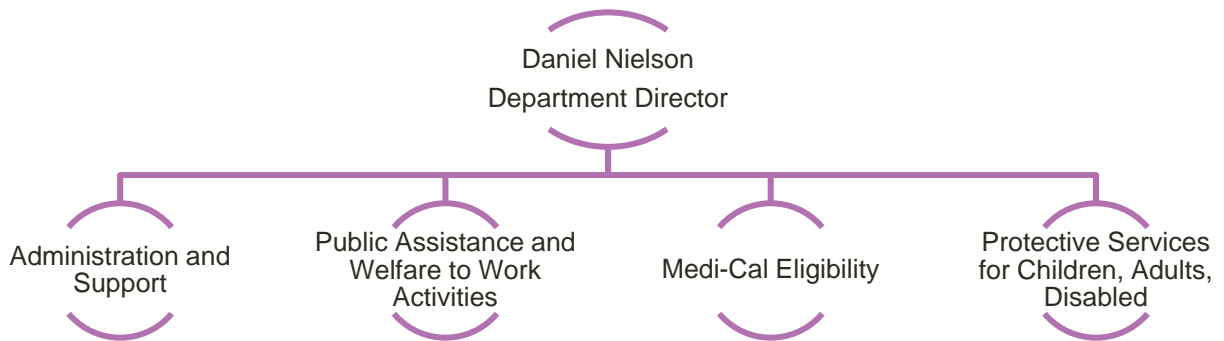 Daniel Nielson
Department Director
Administration and
Support
Public Assistance and
Welfare to Work
Activities
Medi-Cal Eligibility
Protective Services
for Children, Adults,
Disabled